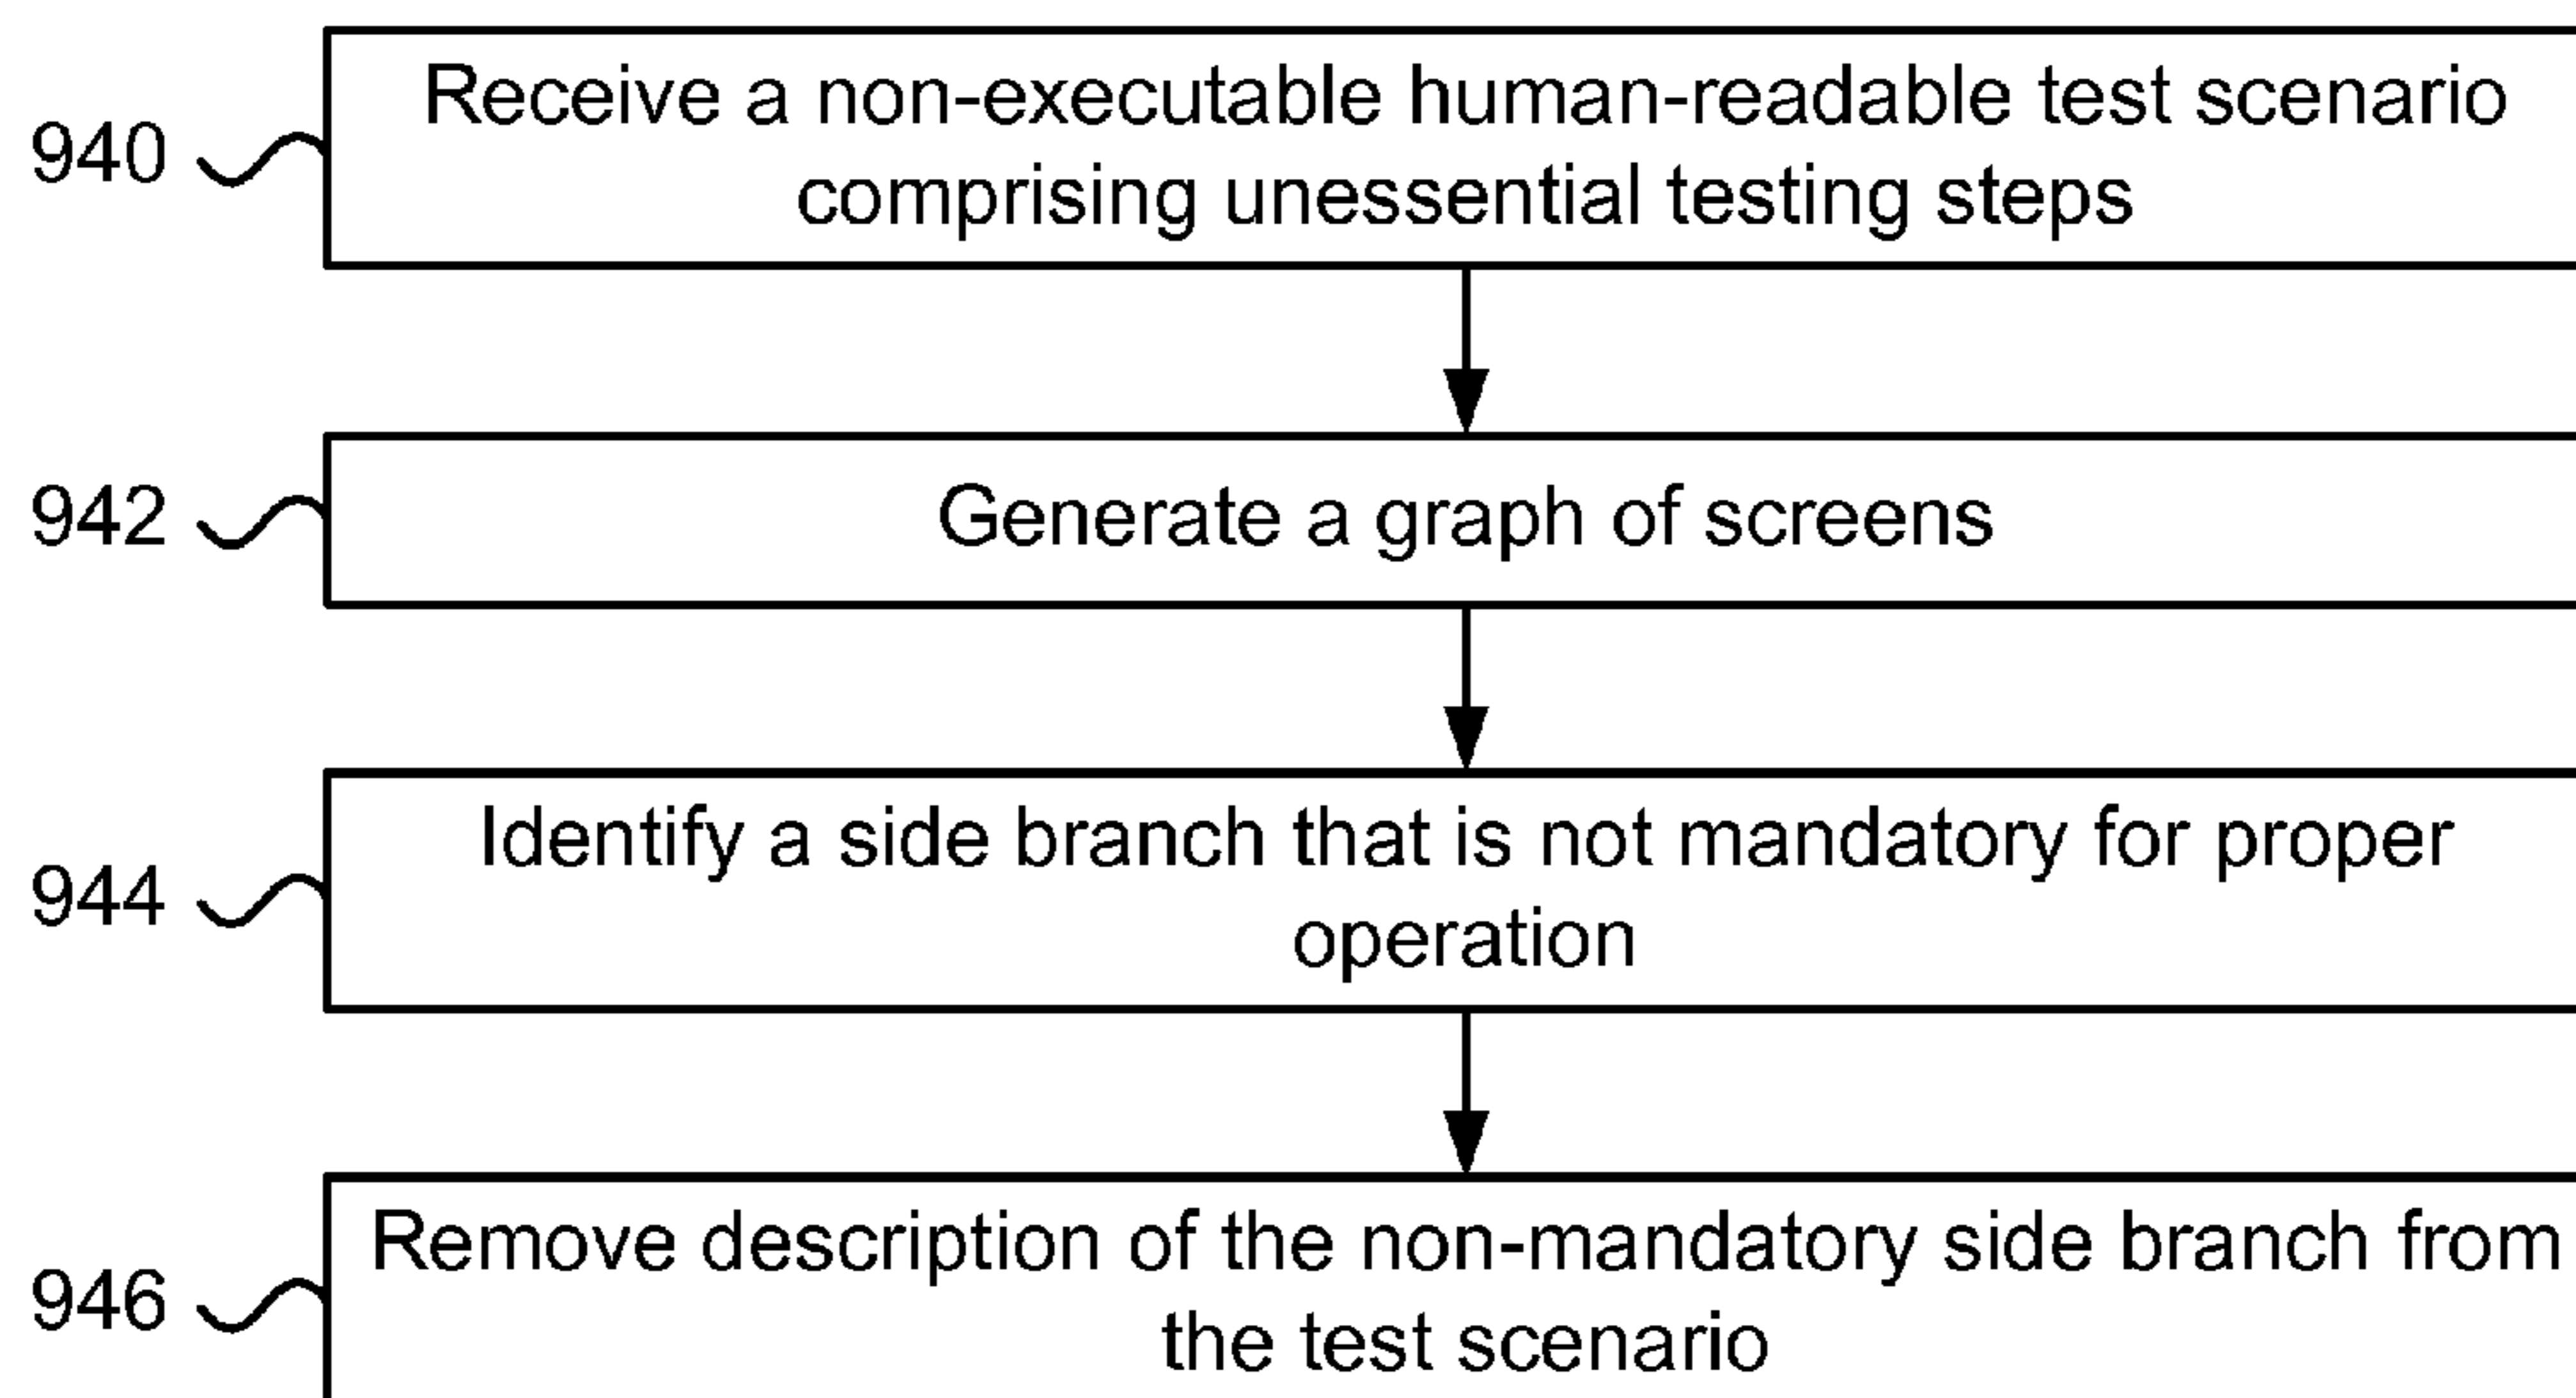 Receive a non-executable human-readable test scenario
940
comprising unessential testing steps
942
Generate a graph of screens
Identify a side branch that is not mandatory for proper
944
operation
Remove description of the non-mandatory side branch from
946
the test scenario